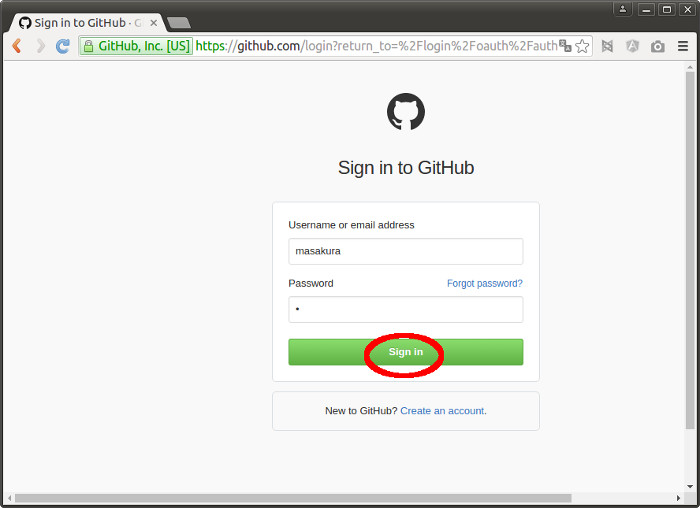 Sign in to GitHub · G
GitHub, Inc. [US] https://github.com/login?return_to=%2Flogin%2Foauth%2Fauth
Sign in to GitHub
Username or email address
masakura
Password Forgot password?
•
Sign in
New to GitHub? Create an account.